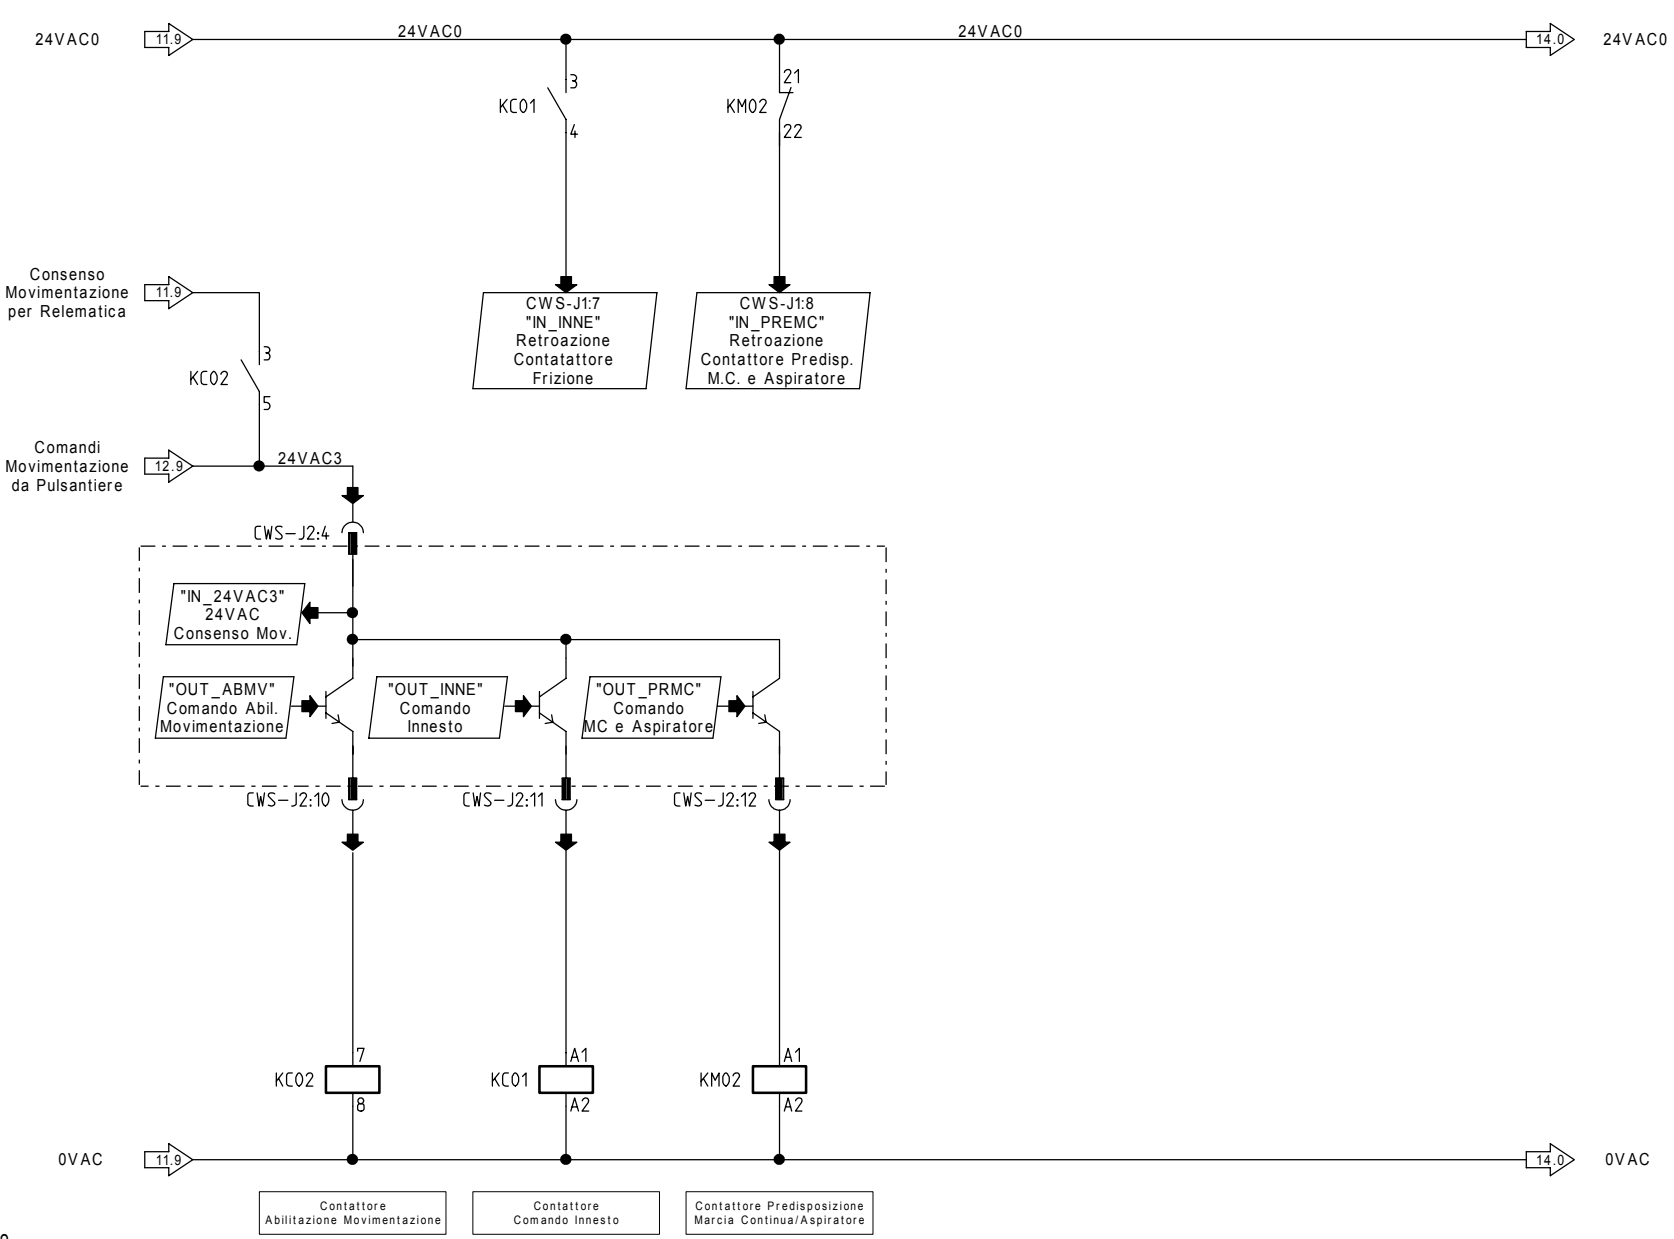 24VAC0
11.9
24VAC0
24VAC0
14.0
24VAC0
3
KC01
4
21
KM02
22
Consenso
Movimentazione
per Relematica
11.9
CWS-J1:7
"IN_INNE"
Retroazione
Contatattore
Frizione
CWS-J1:8
"IN_PREMC"
Retroazione
Contattore Predisp.
M.C. e Aspiratore
3
KC02
5
Comandi
Movimentazione
da Pulsantiere
12.9
24VAC3
CWS-J2:4
"IN_24VAC3"
24VAC
Consenso Mov.
"OUT_ABMV"
Comando Abil.
Movimentazione
"OUT_INNE"
Comando
Innesto
"OUT_PRMC"
Comando
MC e Aspiratore
CWS-J2:10
CWS-J2:11
CWS-J2:12
7
KC02
8
A1
KC01
A2
A1
KM02
A2
0VAC
11.9
14.0
0VAC
Contattore
Abilitazione Movimentazione
Contattore
Comando Innesto
Contattore Predisposizione
Marcia Continua/Aspiratore